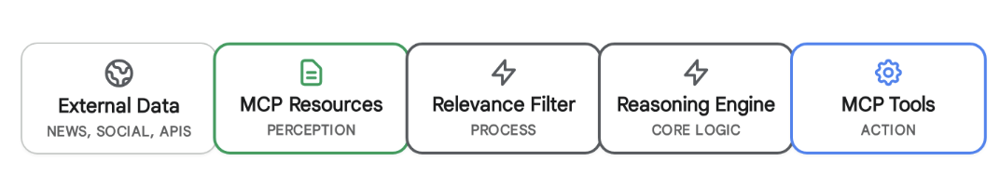 External Data
NEWS, SOCIAL, APIS
MCP Resources
PERCEPTION
Relevance Filter
PROCESS
Reasoning Engine
CORE LOGIC
MCP Tools
ACTION